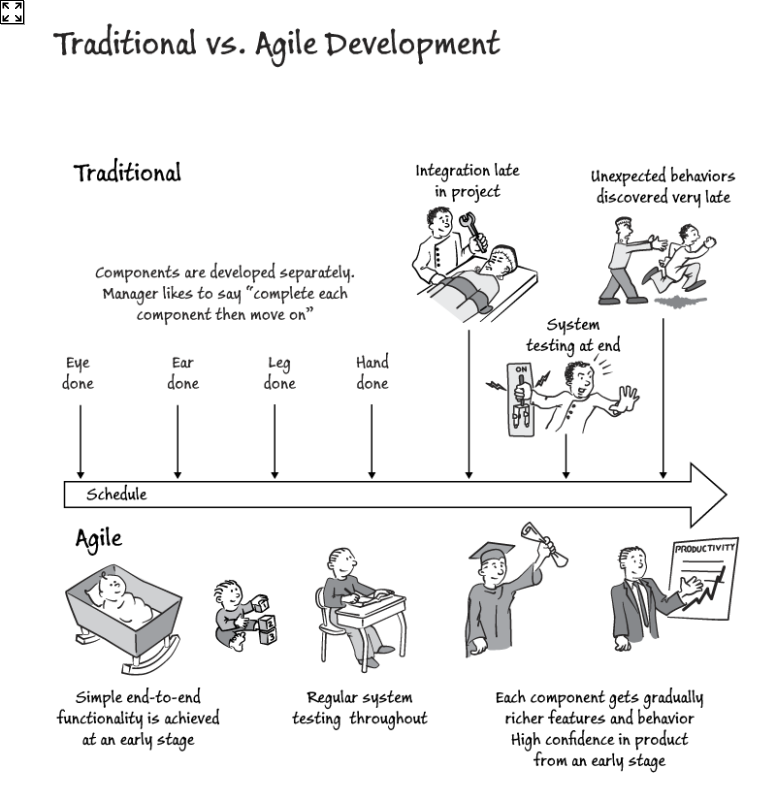 Traditional vs. Agile Development
Traditional
Integration late
in project
Unexpected behaviors
discovered very late
Components are developed separately.
Manager likes to say "complete each
component then move on"
System
testing at end
Eye
done
Ear
done
Leg
done
Hand
done
ON
Schedule
Agile
PRODUCTIVITY
Simple end-to-end
functionality is achieved
at an early stage
Regular system
testing throughout
Each component gets gradually
richer features and behavior
High confidence in product
from an early stage